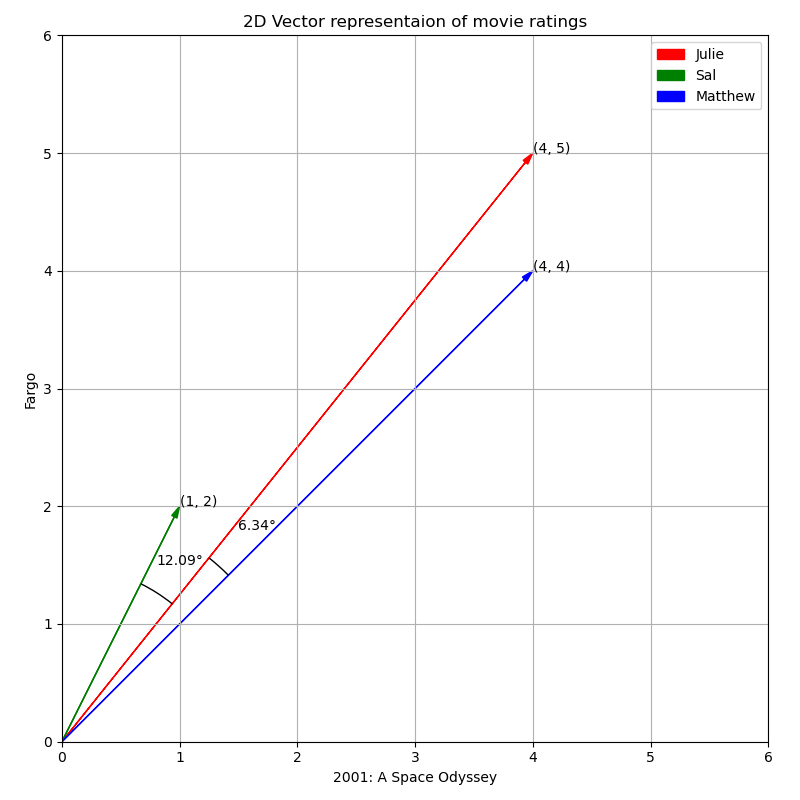 2D Vector representaion of movie ratings
Julie
Sal
Matthew
(4, 5)
(4, 4)
(1, 2)
6.34°
12.09°
6
5
4
3
2
1
0
Fargo
0 1 2 3 4 5 6
2001: A Space Odyssey